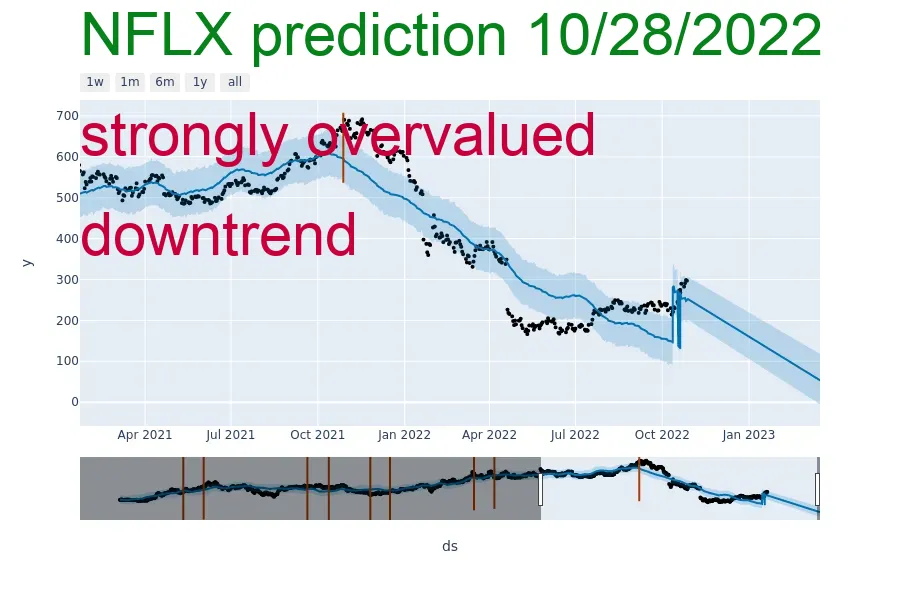 NFLX prediction 10/28/2022
1w 1m 6m 1y all
700
strongly overvalued
600
500
400
downtrend
300
y
200
100
0
Apr 2021 Jul 2021 Oct 2021 Jan 2022 Apr 2022 Jul 2022 Oct 2022 Jan 2023
ds